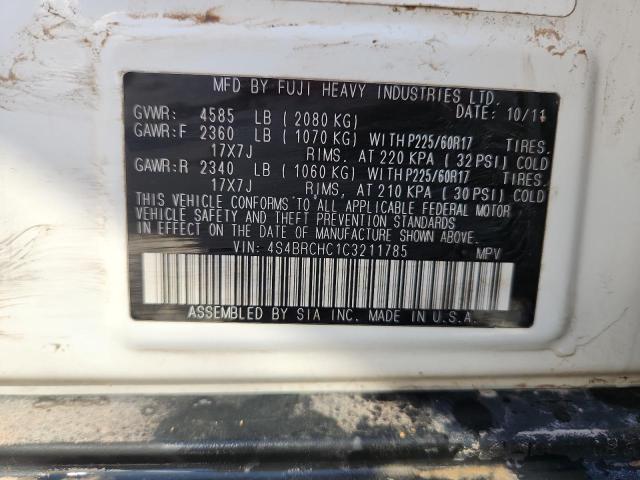 MFD BY FUJI HEAVY INDUSTRIES LTD.
GVWR: 4585 LB ( 2080 KG) DATE: 10/11
GAWR:F 2360 LB ( 1070 KG) WITH P225/60R17 TIRES.
17X7J RIMS, AT 220 KPA ( 32 PSI) COLD
GAWR:R 2340 LB ( 1060 KG) WITH P225/60R17 TIRES.
17X7J RIMS, AT 210 KPA ( 30 PSI) COLD
THIS VEHICLE CONFORMS TO ALL APPLICABLE FEDERAL MOTOR
VEHICLE SAFETY AND THEFT PREVENTION STANDARDS
IN EFFECT ON THE DATE OF MANUFACTURE SHOWN ABOVE.
VIN: 4S4BRCHC1C3211785 MPV
ASSEMBLED BY SIA INC. MADE IN U.S.A.